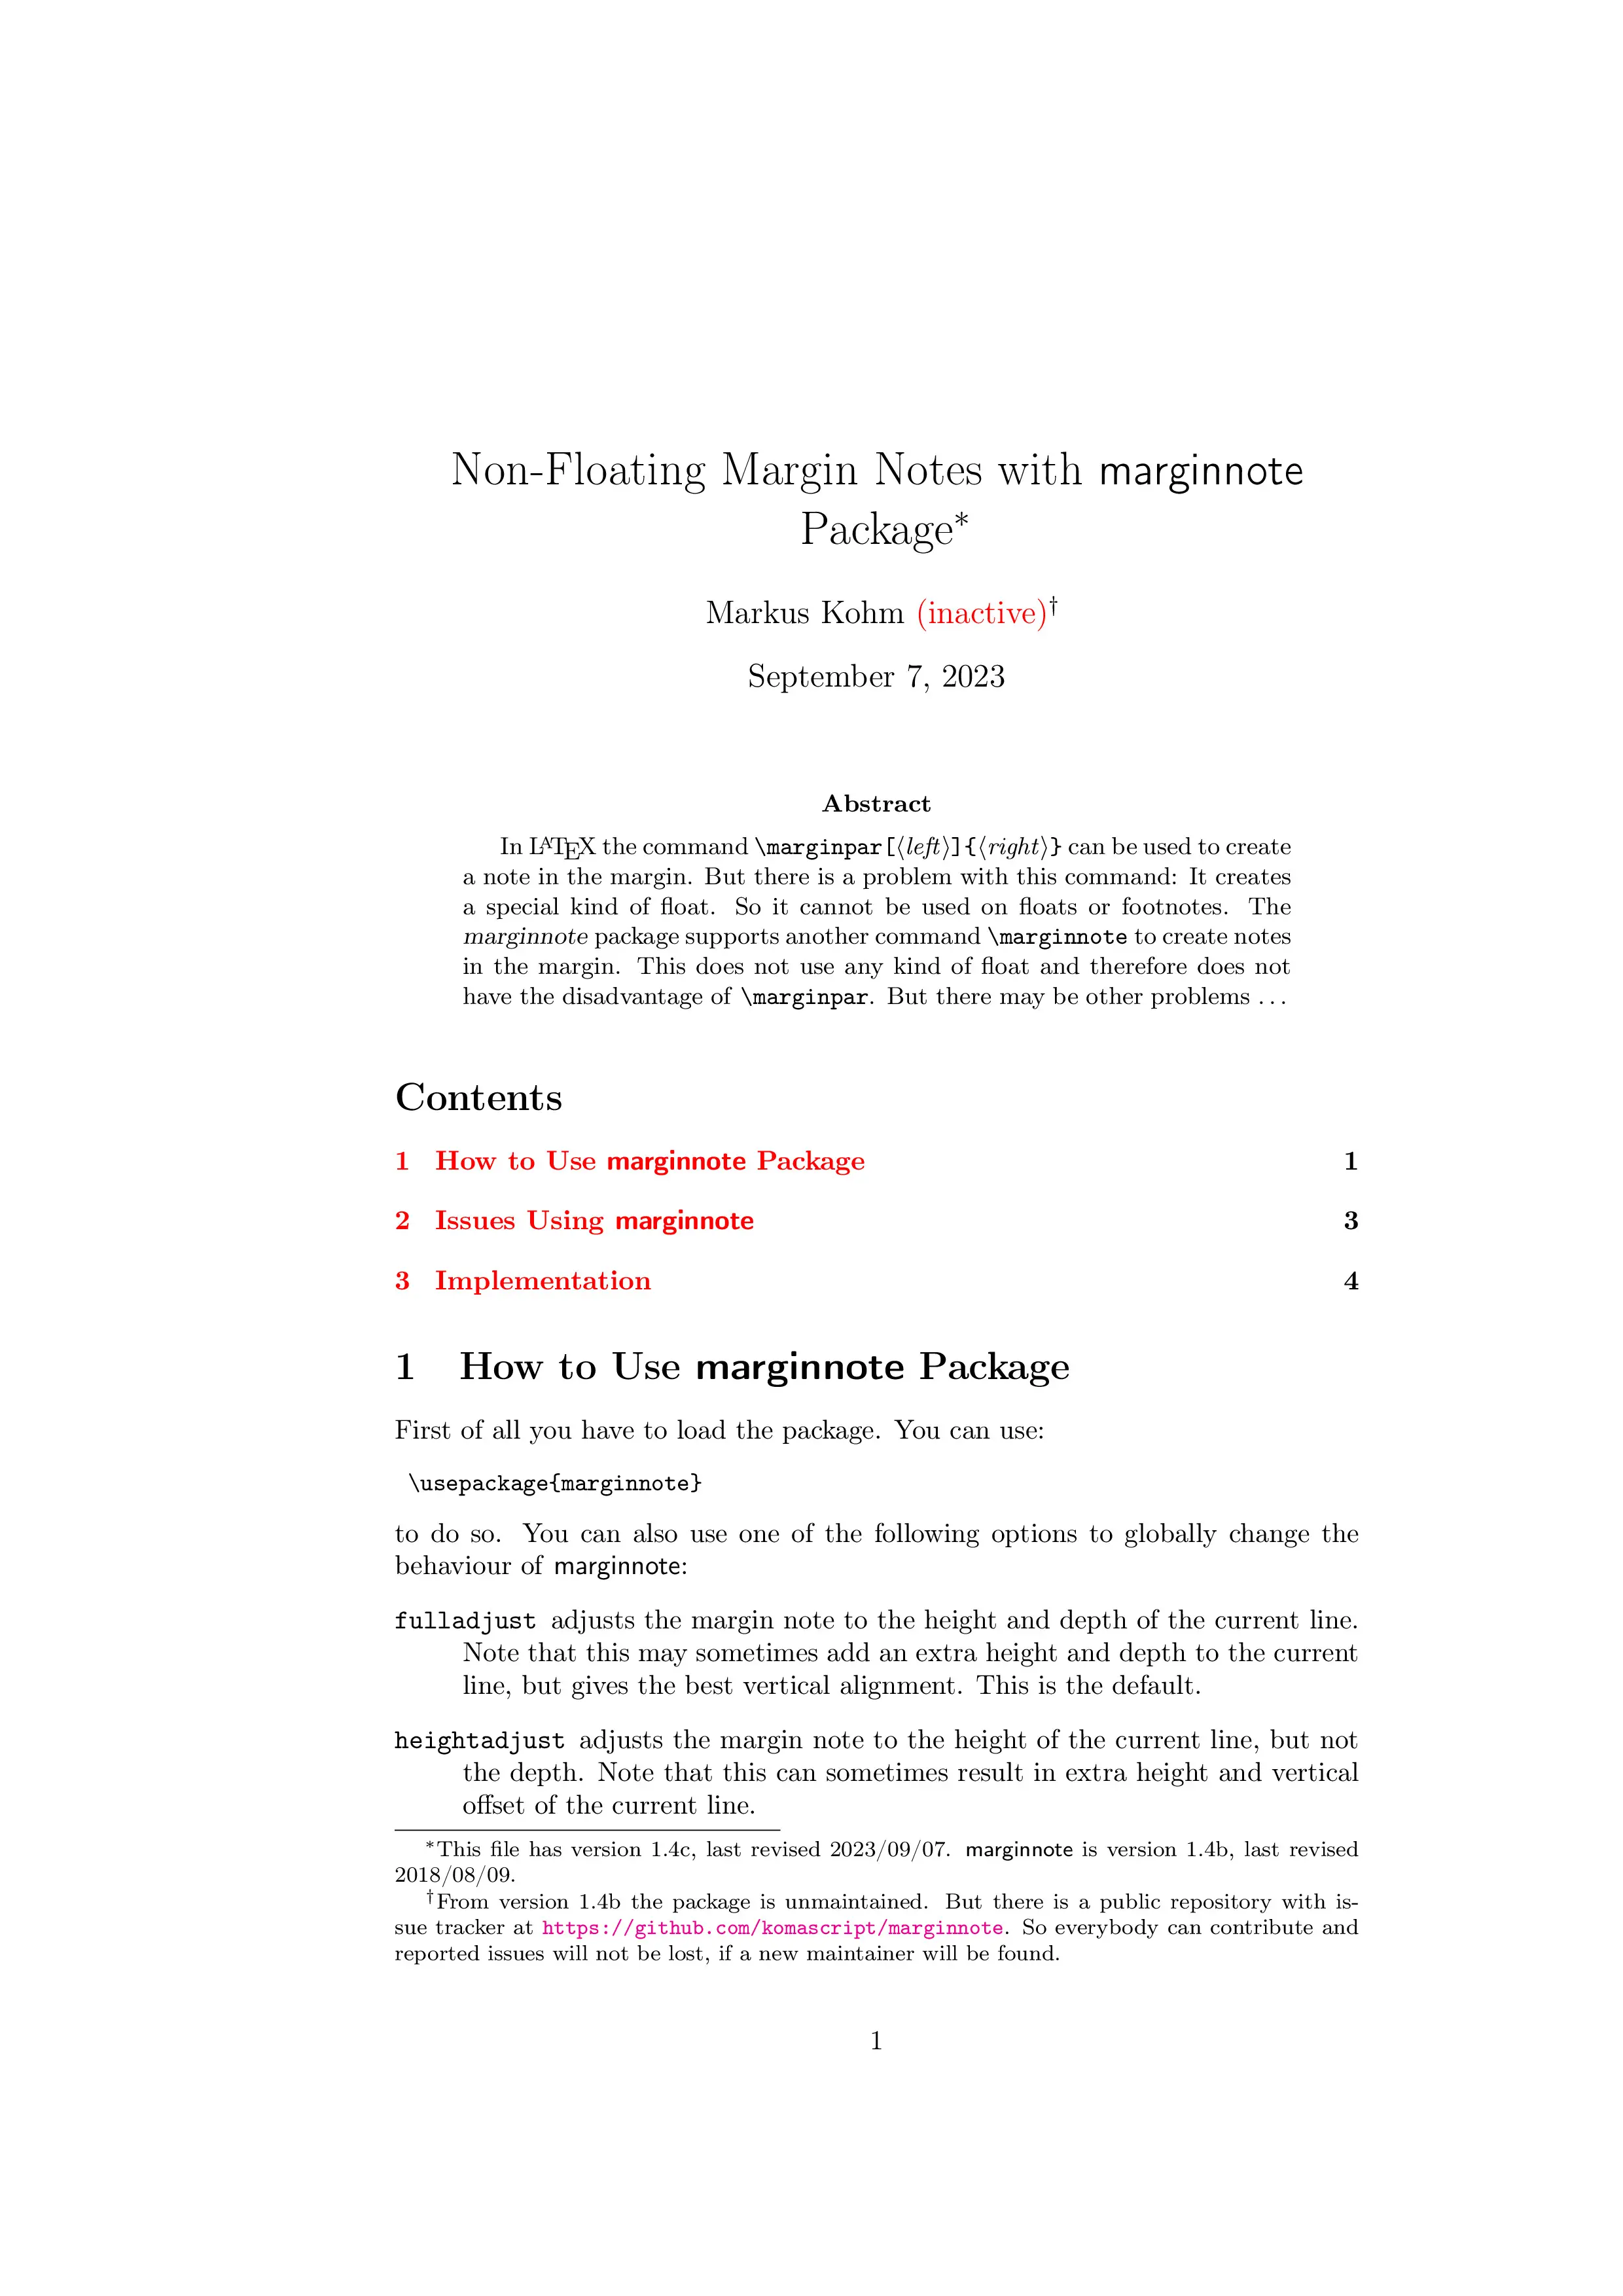 Non-Floating Margin Notes with marginnote
Package*
Markus Kohm (inactive)†
September 7, 2023
Abstract
In LATEX the command \marginpar[⟨left⟩]{⟨right⟩} can be used to create
a note in the margin. But there is a problem with this command: It creates
a special kind of float. So it cannot be used on floats or footnotes. The
marginnote package supports another command \marginnote to create notes
in the margin. This does not use any kind of float and therefore does not
have the disadvantage of \marginpar. But there may be other problems ...
Contents
1 How to Use marginnote Package 1
2 Issues Using marginnote 3
3 Implementation 4
1 How to Use marginnote Package
First of all you have to load the package. You can use:
\usepackage{marginnote}
to do so. You can also use one of the following options to globally change the
behaviour of marginnote:
fulladjust adjusts the margin note to the height and depth of the current line.
Note that this may sometimes add an extra height and depth to the current
line, but gives the best vertical alignment. This is the default.
heightadjust adjusts the margin note to the height of the current line, but not
the depth. Note that this can sometimes result in extra height and vertical
offset of the current line.
*This file has version 1.4c, last revised 2023/09/07. marginnote is version 1.4b, last revised
2018/08/09.
†From version 1.4b the package is unmaintained. But there is a public repository with is-
sue tracker at https://github.com/komascript/marginnote. So everybody can contribute and
reported issues will not be lost, if a new maintainer will be found.
1